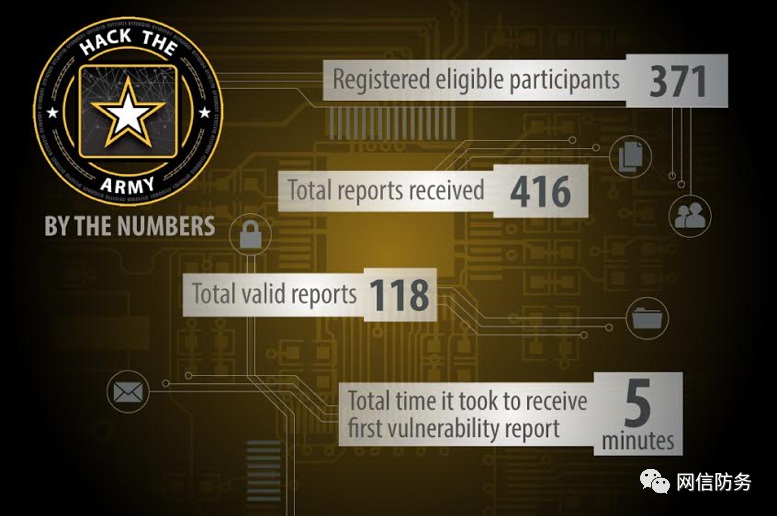 HACK THE
ARMY
BY THE NUMBERS
Registered eligible participants 371
Total reports received 416
Total valid reports 118
Total time it took to receive
first vulnerability report
5
minutes
网信防务